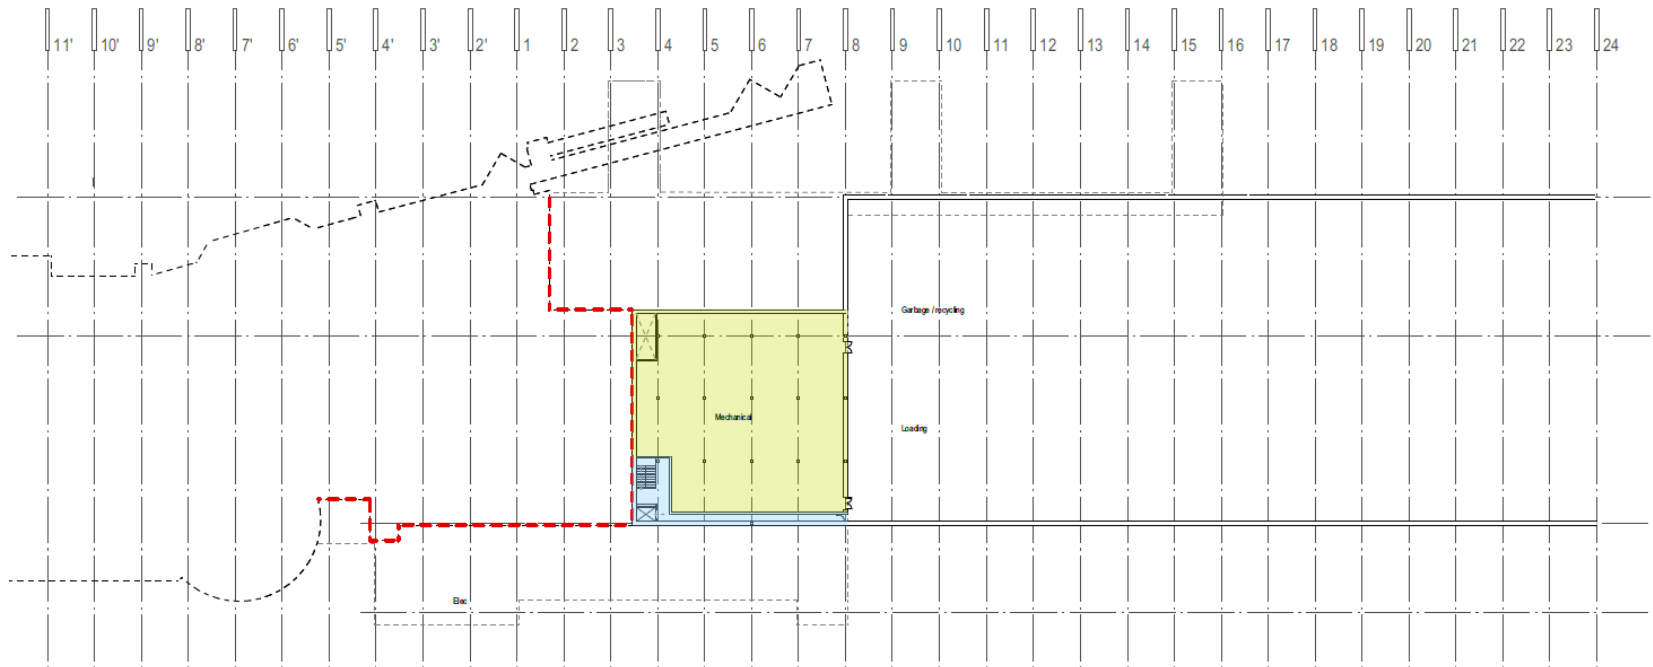 11' 10' 9' 8' 7' 6' 5' 4' 3' 2' 1 2 3 4 5 6 7 8 9 10 11 12 13 14 15 16 17 18 19 20 21 22 23 24
Garbage / recycling
Mechanical
Loading
Elec